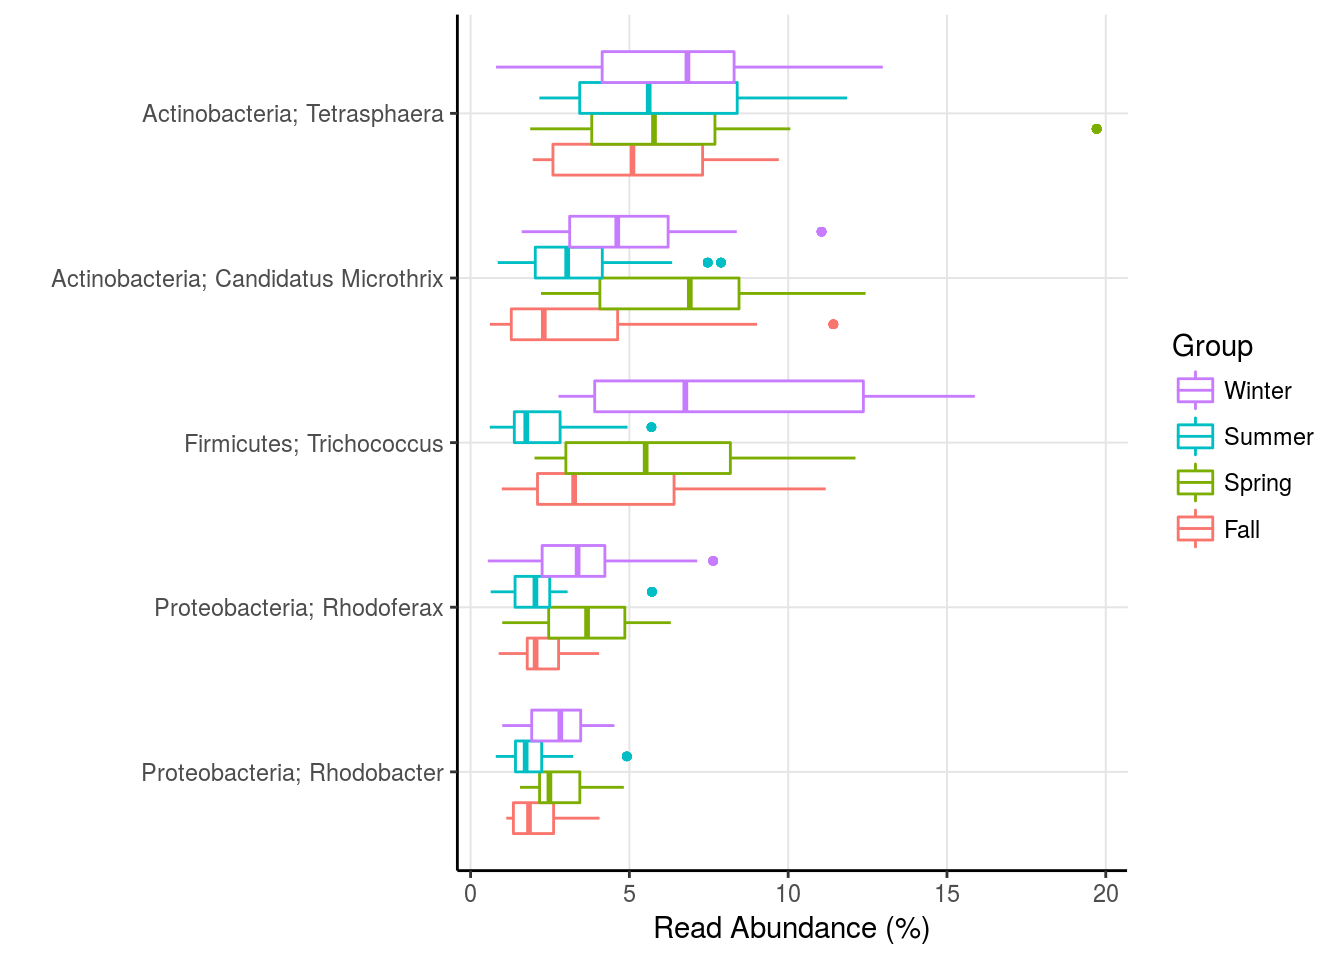 Actinobacteria; Tetrasphaera
Actinobacteria; Candidatus Microthrix
Firmicutes; Trichococcus
Proteobacteria; Rhodoferax
Proteobacteria; Rhodobacter
0 5 10 15 20
Read Abundance (%)
Group
Winter
Summer
Spring
Fall